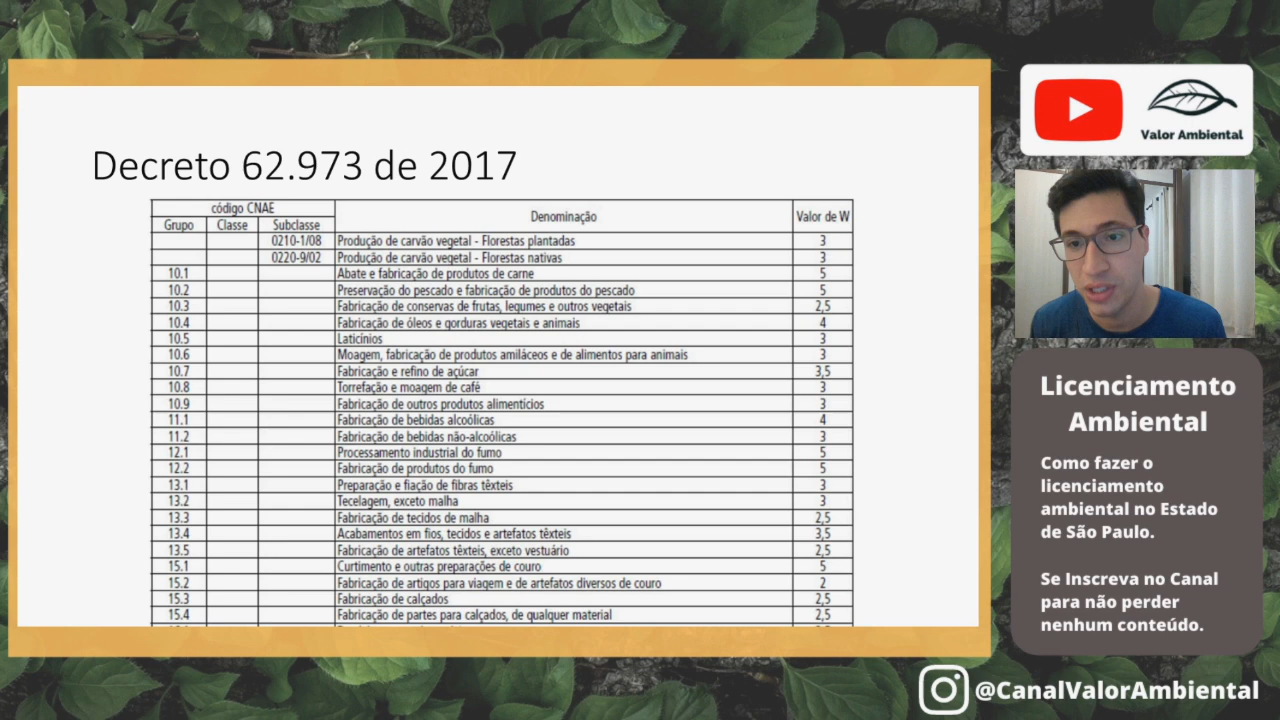 Decreto 62.973 de 2017
código CNAE Denominação Valor de W
Grupo Classe Subclasse
0210-1/08 Produção de carvão vegetal - Florestas plantadas 3
0220-9/02 Produção de carvão vegetal - Florestas nativas 3
10.1 Abate e fabricação de produtos de carne 5
10.2 Preservação do pescado e fabricação de produtos do pescado 5
10.3 Fabricação de conservas de frutas, legumes e outros vegetais 2,5
10.4 Fabricação de óleos e gorduras vegetais e animais 4
10.5 Laticínios 3
10.6 Moagem, fabricação de produtos amiláceos e de alimentos para animais 3
10.7 Fabricação e refino de açúcar 3,5
10.8 Torrefação e moagem de café 3
10.9 Fabricação de outros produtos alimentícios 3
11.1 Fabricação de bebidas alcoólicas 4
11.2 Fabricação de bebidas não-alcoólicas 3
12.1 Processamento industrial do fumo 5
12.2 Fabricação de produtos do fumo 5
13.1 Preparação e fiação de fibras têxteis 3
13.2 Tecelagem, exceto malha 3
13.3 Fabricação de tecidos de malha 2,5
13.4 Acabamentos em fios, tecidos e artefatos têxteis 3,5
13.5 Fabricação de artefatos têxteis, exceto vestuário 2,5
15.1 Curtimento e outras preparações de couro 5
15.2 Fabricação de artigos para viagem e de artefatos diversos de couro 2
15.3 Fabricação de calçados 2,5
15.4 Fabricação de partes para calçados, de qualquer material 2,5
Valor Ambiental
Licenciamento
Ambiental
Como fazer o
licenciamento
ambiental no Estado
de São Paulo.
Se Inscreva no Canal
para não perder
nenhum conteúdo.
@CanalValorAmbiental